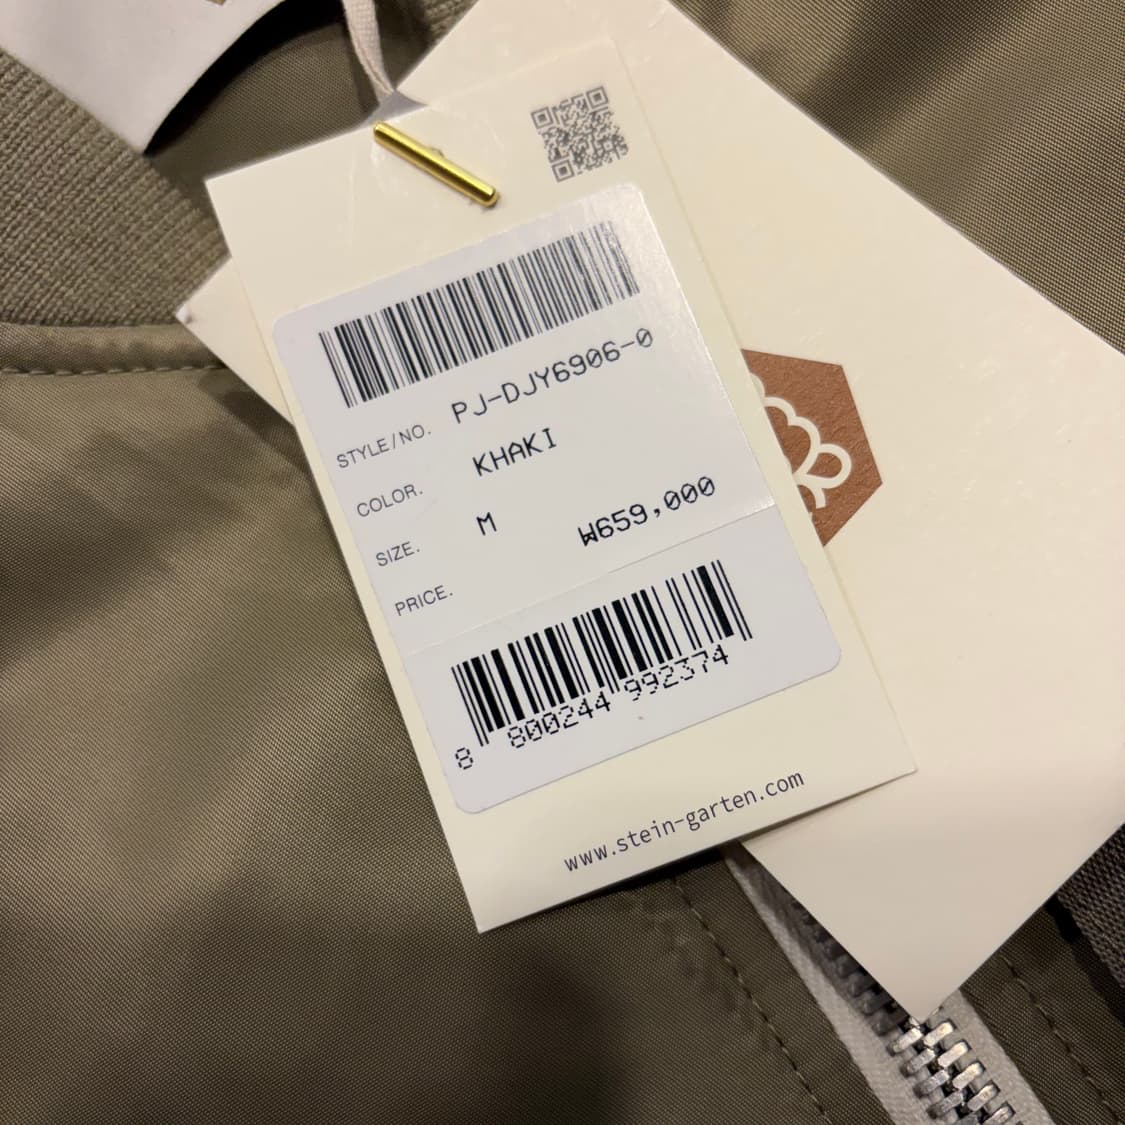 STYLE/NO. PJ-DJY6906-0
COLOR. KHAKI
SIZE. M
PRICE. ₩659,000
8 800244 992374
www.stein-garten.com